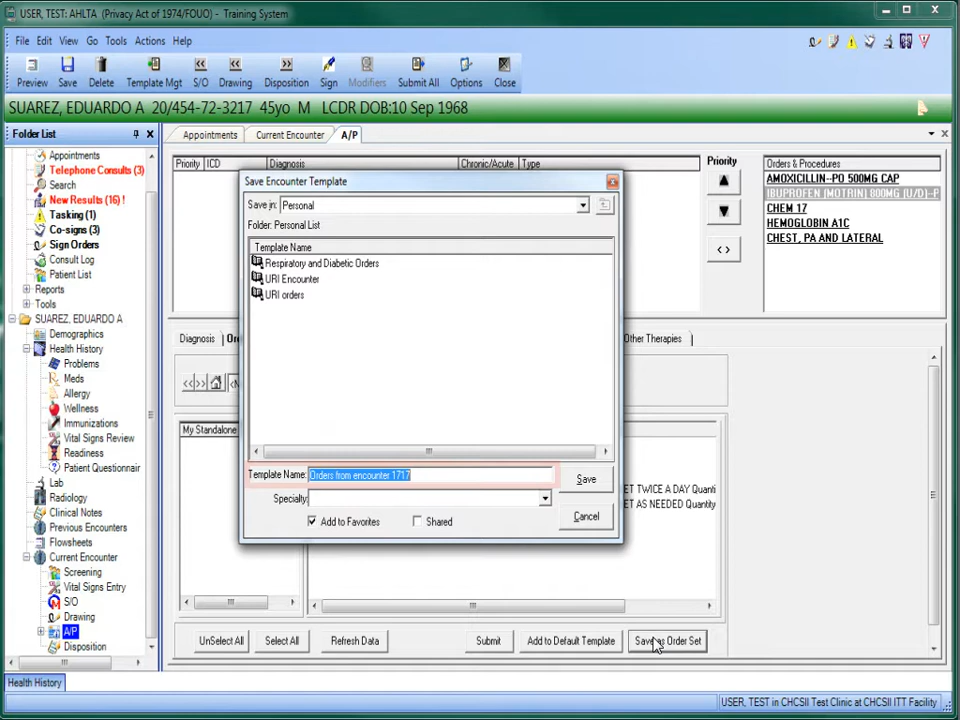 USER, TEST: AHLTA (Privacy Act of 1974/FOUO) - Training System
File Edit View Go Tools Actions Help
Preview Save Delete Template Mgt S/O Drawing Disposition Sign Modifiers Submit All Options Close
SUAREZ, EDUARDO A 20/454-72-3217 45yo M LCDR DOB:10 Sep 1968
Folder List
Appointments
Telephone Consults (3)
Search
New Results (16) !
Tasking (1)
Co-signs (3)
Sign Orders
Consult Log
Patient List
Reports
Tools
SUAREZ, EDUARDO A
Demographics
Health History
Problems
Meds
Allergy
Wellness
Immunizations
Vital Signs Review
Readiness
Patient Questionnair
Lab
Radiology
Clinical Notes
Previous Encounters
Flowsheets
Current Encounter
Screening
Vital Signs Entry
S/O
Drawing
A/P
Disposition
Health History
Appointments Current Encounter A/P
Priority ICD Diagnosis Chronic/Acute Type
Priority
Orders & Procedures
AMOXICILLIN--PO 500MG CAP
IBUPROFEN (MOTRIN) 800MG (U/D)--P
CHEM 17
HEMOGLOBIN A1C
CHEST, PA AND LATERAL
Save Encounter Template
Save in: Personal
Folder: Personal List
Template Name
Respiratory and Diabetic Orders
URI Encounter
URI orders
Template Name: Orders from encounter 1717
Save
Specialty:
Cancel
Add to Favorites Shared
Diagnosis
Other Therapies
My Standalone
ET TWICE A DAY Quanti
ET AS NEEDED Quantity
UnSelect All Select All Refresh Data Submit Add to Default Template Save as Order Set
USER, TEST in CHCSII Test Clinic at CHCSII ITT Facility